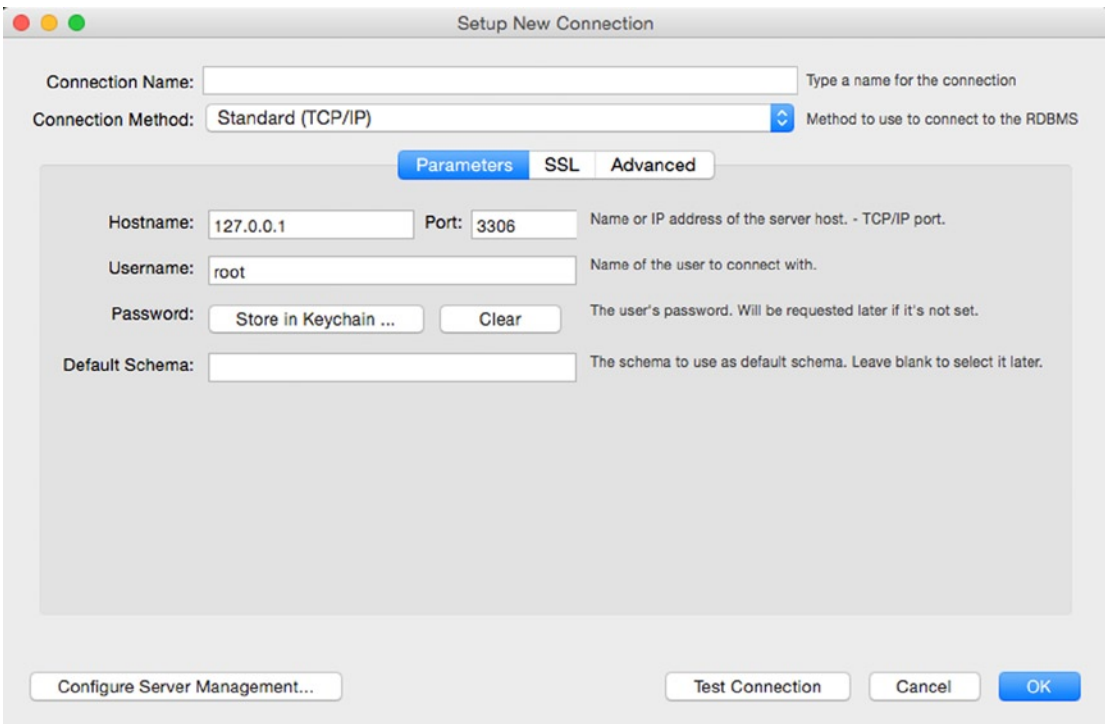 Setup New Connection
Connection Name: Type a name for the connection
Connection Method: Standard (TCP/IP) Method to use to connect to the RDBMS
Parameters SSL Advanced
Hostname: 127.0.0.1 Port: 3306 Name or IP address of the server host. - TCP/IP port.
Username: root Name of the user to connect with.
Password: Store in Keychain ... Clear The user's password. Will be requested later if it's not set.
Default Schema: The schema to use as default schema. Leave blank to select it later.
Configure Server Management... Test Connection Cancel OK